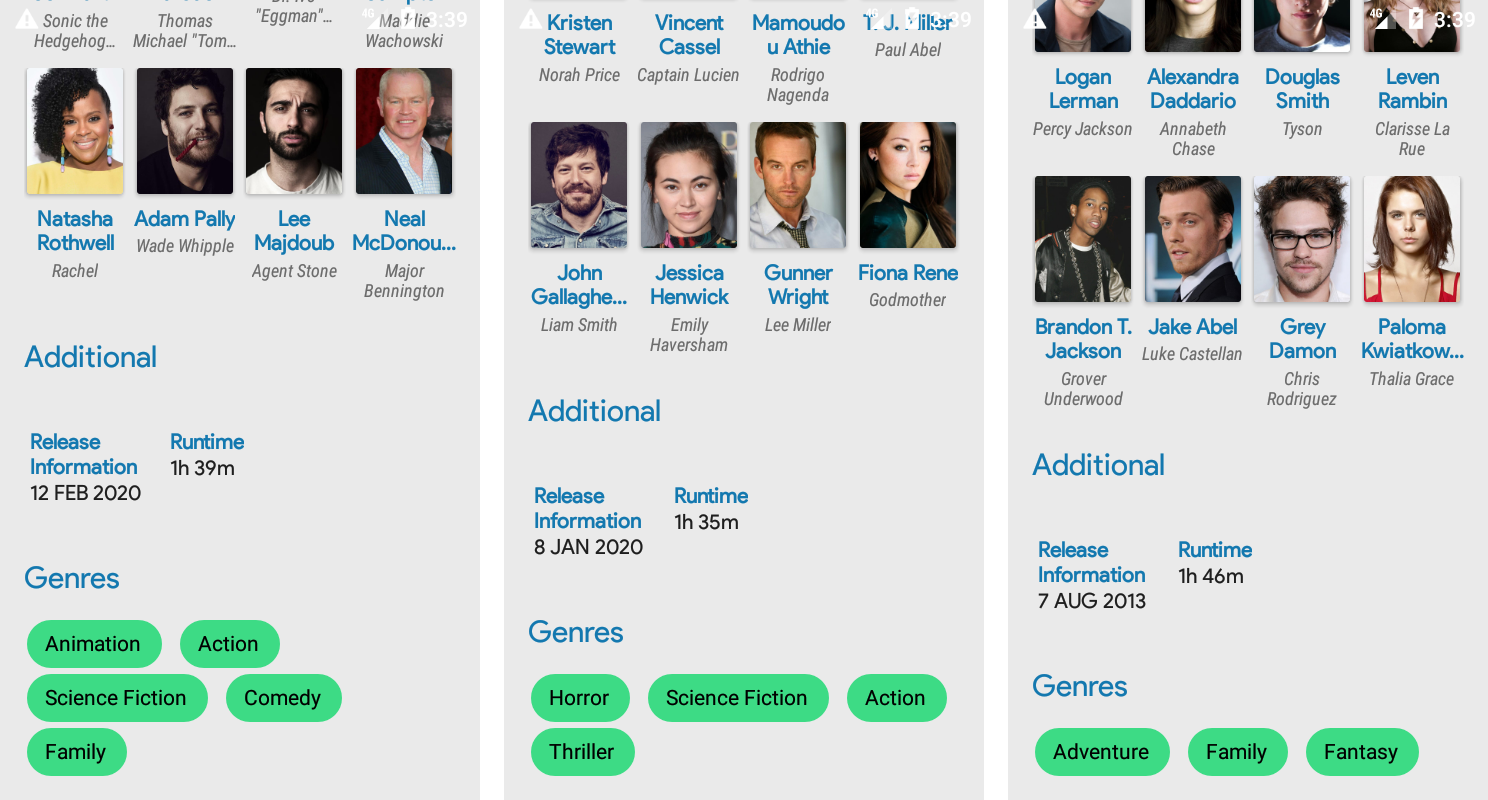 4G 3:39
Sonic the
Hedgehog...
Thomas
Michael "Tom...
"Eggman"...
Maddie
Wachowski
Natasha
Rothwell
Rachel
Adam Pally
Wade Whipple
Lee
Majdoub
Agent Stone
Neal
McDonou...
Major
Bennington
Additional
Release
Information
12 FEB 2020
Runtime
1h 39m
Genres
Animation
Action
Science Fiction
Comedy
Family
4G 3:39
Kristen
Stewart
Norah Price
Vincent
Cassel
Captain Lucien
Mamoudo
u Athie
Rodrigo
Nagenda
T.J. Miller
Paul Abel
John
Gallaghe...
Liam Smith
Jessica
Henwick
Emily
Haversham
Gunner
Wright
Lee Miller
Fiona Rene
Godmother
Additional
Release
Information
8 JAN 2020
Runtime
1h 35m
Genres
Horror
Science Fiction
Action
Thriller
4G 3:39
Logan
Lerman
Percy Jackson
Alexandra
Daddario
Annabeth
Chase
Douglas
Smith
Tyson
Leven
Rambin
Clarisse La
Rue
Brandon T.
Jackson
Grover
Underwood
Jake Abel
Luke Castellan
Grey
Damon
Chris
Rodriguez
Paloma
Kwiatkow...
Thalia Grace
Additional
Release
Information
7 AUG 2013
Runtime
1h 46m
Genres
Adventure
Family
Fantasy